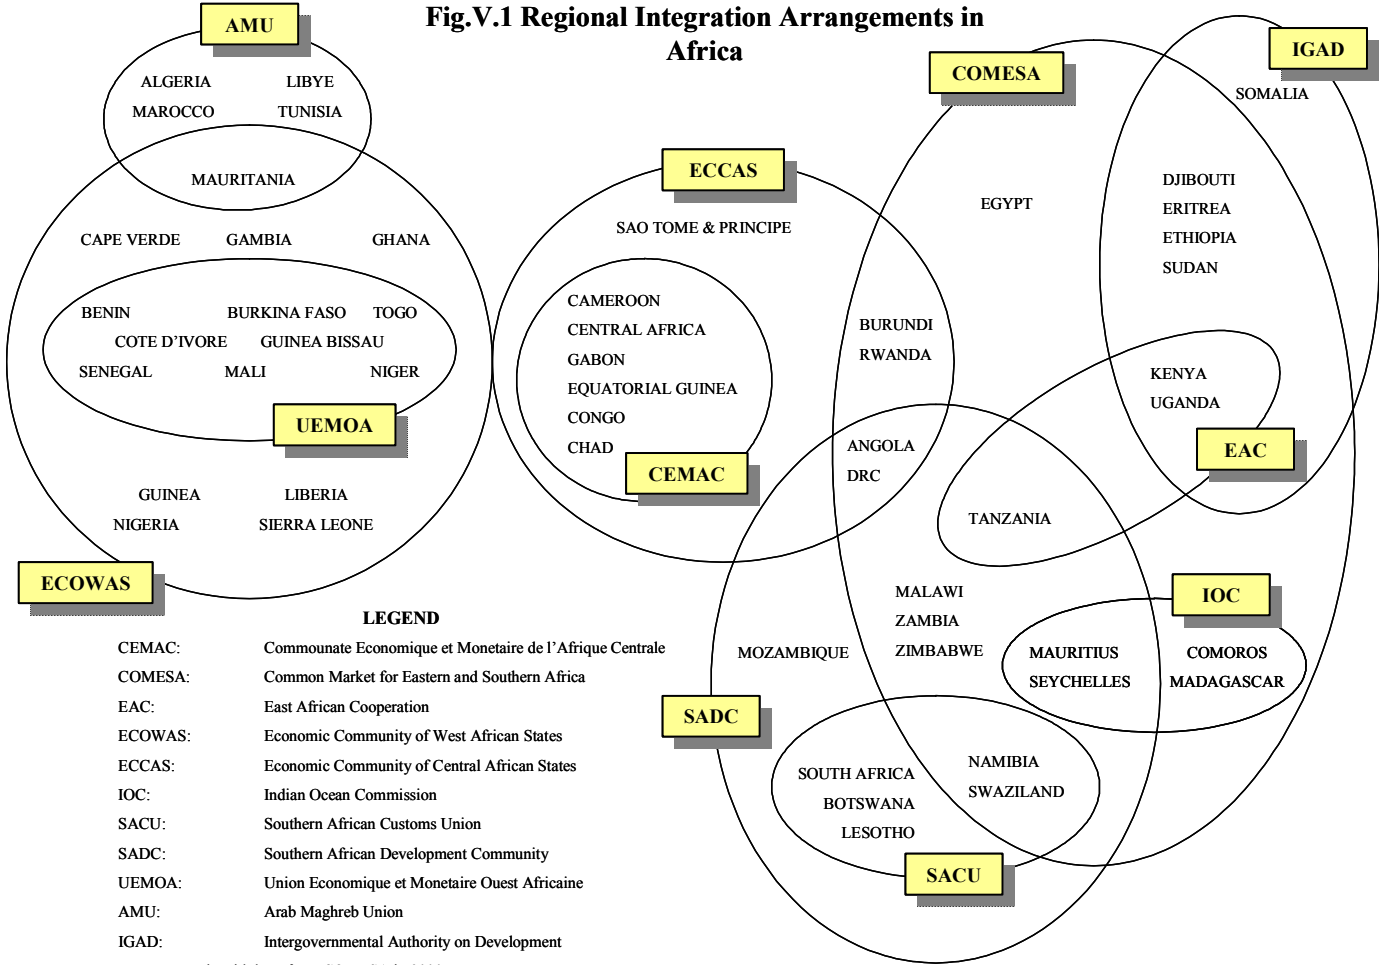 Fig.V.1 Regional Integration Arrangements in
Africa
AMU
ALGERIA LIBYE
MAROCCO TUNISIA
MAURITANIA
CAPE VERDE GAMBIA GHANA
BENIN BURKINA FASO TOGO
COTE D’IVORE GUINEA BISSAU
SENEGAL MALI NIGER
UEMOA
GUINEA LIBERIA
NIGERIA SIERRA LEONE
ECOWAS
ECCAS
SAO TOME & PRINCIPE
CAMEROON
CENTRAL AFRICA
GABON
EQUATORIAL GUINEA
CONGO
CHAD
CEMAC
COMESA
EGYPT
BURUNDI
RWANDA
ANGOLA
DRC
IGAD
SOMALIA
DJIBOUTI
ERITREA
ETHIOPIA
SUDAN
KENYA
UGANDA
EAC
TANZANIA
MALAWI
ZAMBIA
ZIMBABWE
MOZAMBIQUE
IOC
MAURITIUS COMOROS
SEYCHELLES MADAGASCAR
SADC
SOUTH AFRICA
BOTSWANA
LESOTHO
NAMIBIA
SWAZILAND
SACU
LEGEND
CEMAC: Commounate Economique et Monetaire de l’Afrique Centrale
COMESA: Common Market for Eastern and Southern Africa
EAC: East African Cooperation
ECOWAS: Economic Community of West African States
ECCAS: Economic Community of Central African States
IOC: Indian Ocean Commission
SACU: Southern African Customs Union
SADC: Southern African Development Community
UEMOA: Union Economique et Monetaire Ouest Africaine
AMU: Arab Maghreb Union
IGAD: Intergovernmental Authority on Development